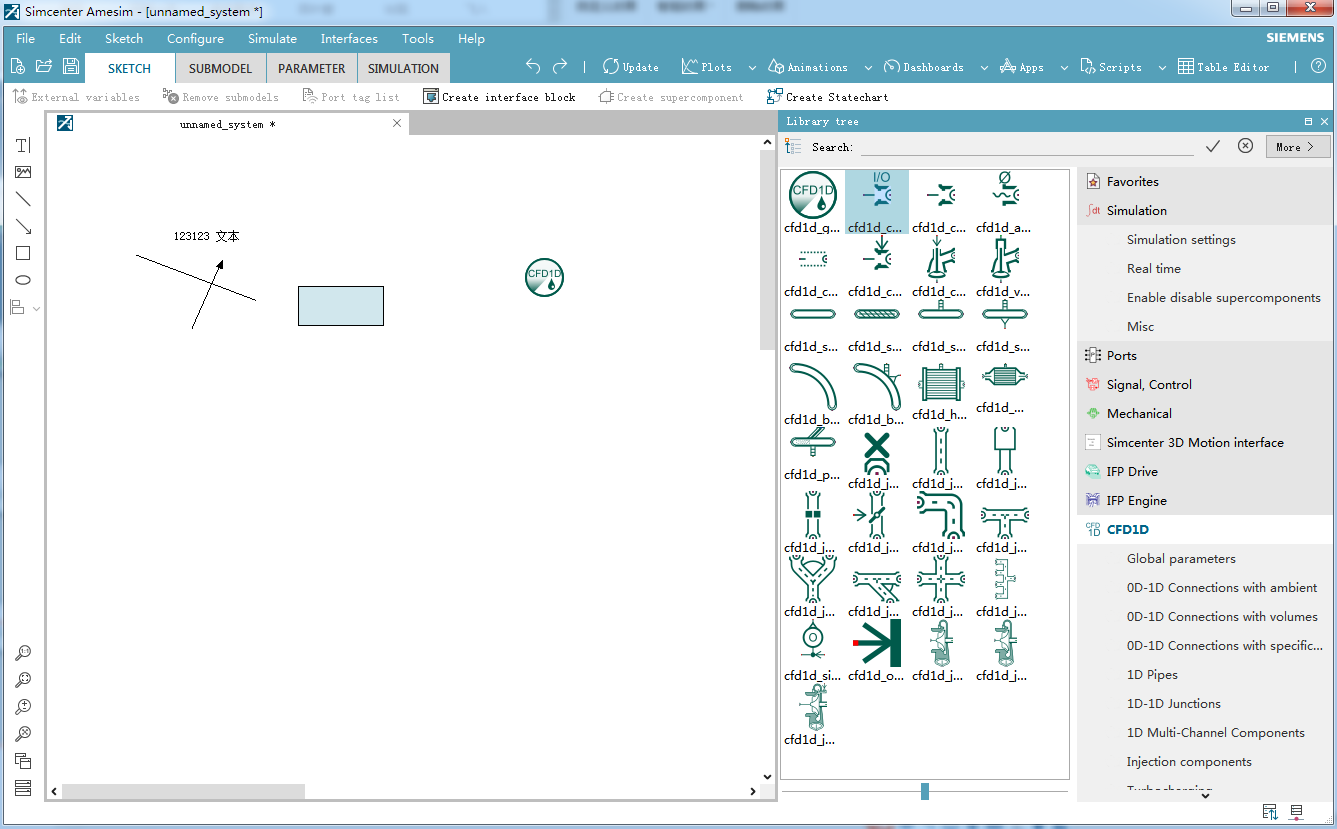 Simcenter Amesim - [unnamed_system *]
File Edit Sketch Configure Simulate Interfaces Tools Help
SIEMENS
SKETCH SUBMODEL PARAMETER SIMULATION
Update Plots Animations Dashboards Apps Scripts Table Editor
External variables Remove submodels Port tag list Create interface block Create supercomponent Create Statechart
unnamed_system *
123123 文本
CFD1D
Library tree
Search:
More
CFD1D
I/O
cfd1d_g... cfd1d_c... cfd1d_c... cfd1d_a...
cfd1d_c... cfd1d_c... cfd1d_c... cfd1d_v...
cfd1d_s... cfd1d_s... cfd1d_s... cfd1d_s...
cfd1d_b... cfd1d_b... cfd1d_h... cfd1d_...
cfd1d_p... cfd1d_j... cfd1d_j... cfd1d_j...
cfd1d_j... cfd1d_j... cfd1d_j... cfd1d_j...
cfd1d_j... cfd1d_j... cfd1d_j... cfd1d_j...
cfd1d_si... cfd1d_o... cfd1d_j... cfd1d_j...
cfd1d_j...
Favorites
Simulation
Simulation settings
Real time
Enable disable supercomponents
Misc
Ports
Signal, Control
Mechanical
Simcenter 3D Motion interface
IFP Drive
IFP Engine
CFD 1D
CFD1D
Global parameters
0D-1D Connections with ambient
0D-1D Connections with volumes
0D-1D Connections with specific...
1D Pipes
1D-1D Junctions
1D Multi-Channel Components
Injection components
Turbocharging